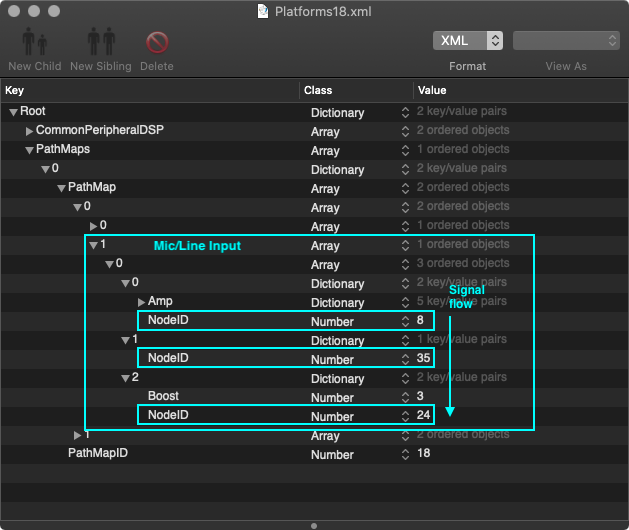 Platforms18.xml
New Child New Sibling Delete XML Format View As
Key Class Value
Root Dictionary 2 key/value pairs
CommonPeripheralDSP Array 2 ordered objects
PathMaps Array 1 ordered objects
0 Dictionary 2 key/value pairs
PathMap Array 2 ordered objects
0 Array 2 ordered objects
0 Array 1 ordered objects
1 Mic/Line Input Array 1 ordered objects
0 Array 3 ordered objects
0 Dictionary 2 key/value pairs
Signal
Amp Dictionary 5 key/value pairs
flow
NodeID Number 8
1 Dictionary 1 key/value pairs
NodeID Number 35
2 Dictionary 2 key/value pairs
Boost Number 3
NodeID Number 24
1 Array 2 ordered objects
PathMapID Number 18